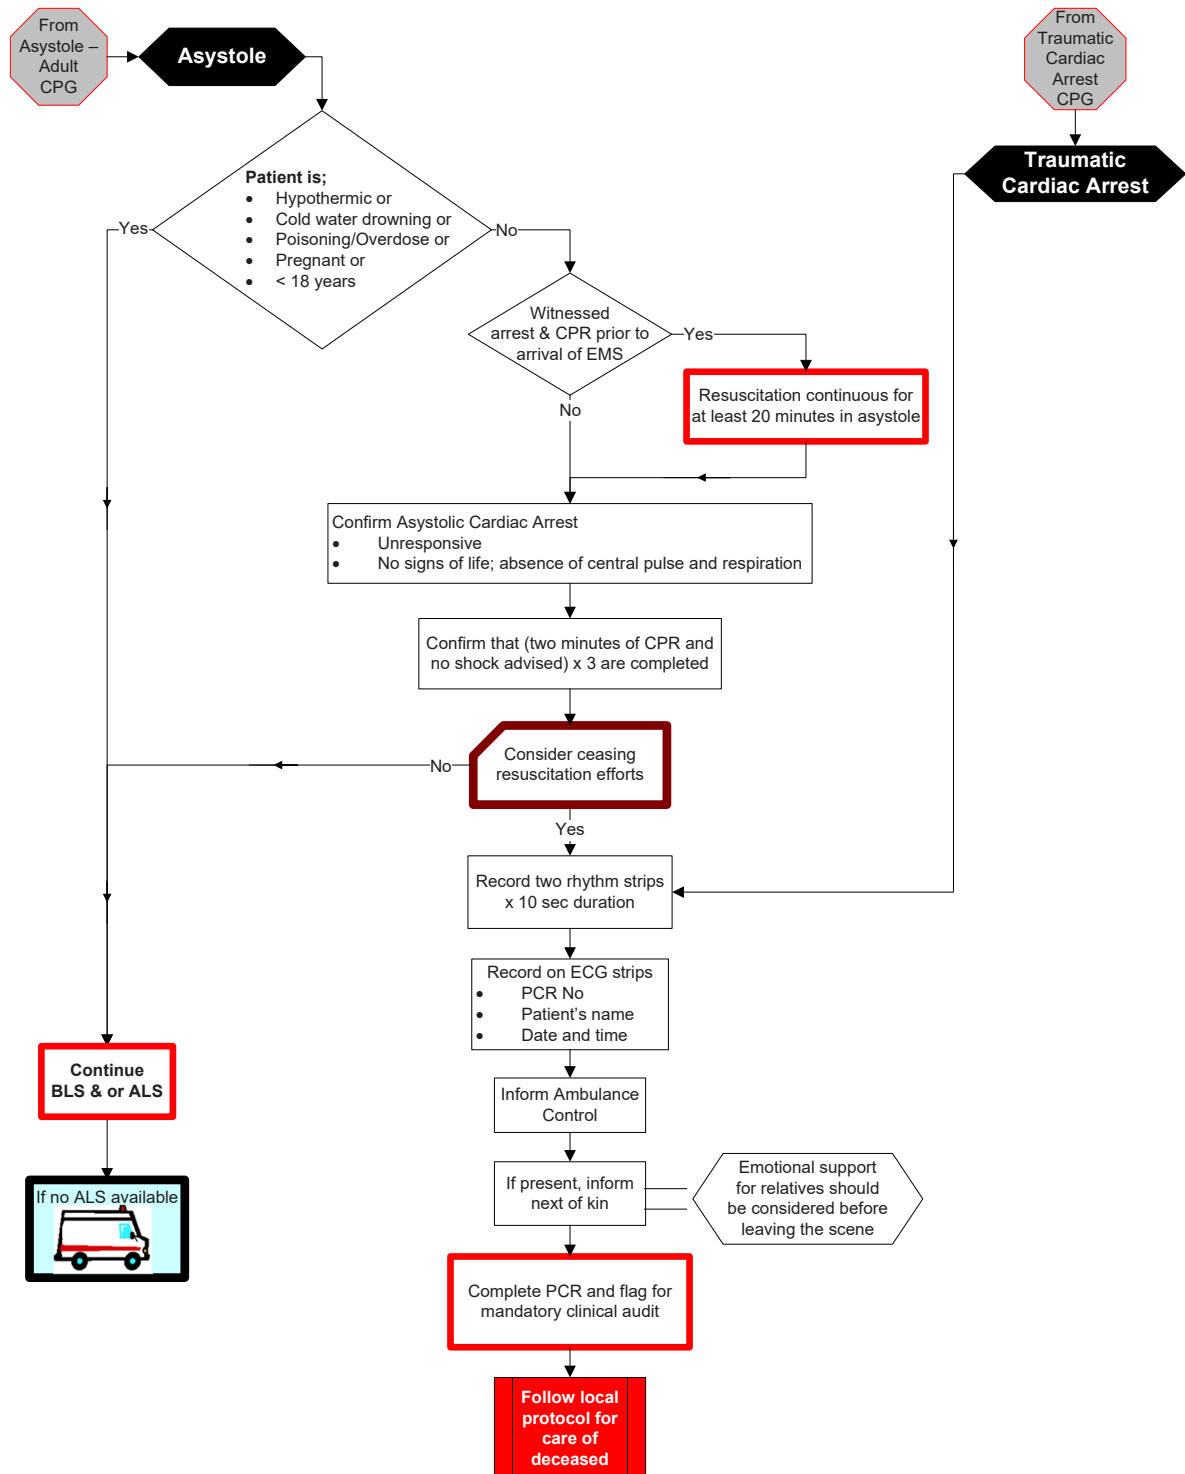 From
Asystole –
Adult
CPG
Asystole
From
Traumatic
Cardiac
Arrest
CPG
Traumatic
Cardiac Arrest
Patient is;
• Hypothermic or
• Cold water drowning or
• Poisoning/Overdose or
• Pregnant or
• < 18 years
Yes
No
Witnessed
arrest & CPR prior to
arrival of EMS
Yes
No
Resuscitation continuous for
at least 20 minutes in asystole
Confirm Asystolic Cardiac Arrest
• Unresponsive
• No signs of life; absence of central pulse and respiration
Confirm that (two minutes of CPR and
no shock advised) x 3 are completed
Consider ceasing
resuscitation efforts
No
Yes
Record two rhythm strips
x 10 sec duration
Record on ECG strips
• PCR No
• Patient’s name
• Date and time
Continue
BLS & or ALS
Inform Ambulance
Control
If no ALS available
If present, inform
next of kin
Emotional support
for relatives should
be considered before
leaving the scene
Complete PCR and flag for
mandatory clinical audit
Follow local
protocol for
care of
deceased